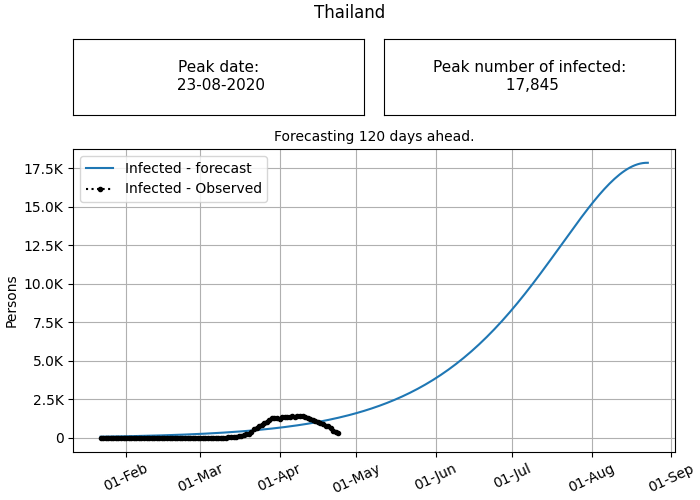 Thailand
Peak date:
23-08-2020
Peak number of infected:
17,845
Forecasting 120 days ahead.
Infected - forecast
Infected - Observed
17.5K
15.0K
12.5K
10.0K
7.5K
5.0K
2.5K
0
Persons
01-Feb
01-Mar
01-Apr
01-May
01-Jun
01-Jul
01-Aug
01-Sep